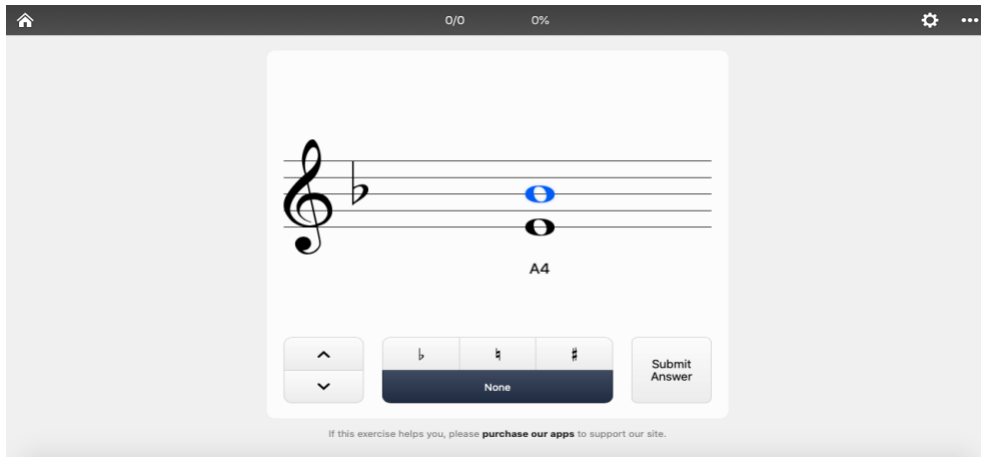 0/0 0%
A4
♭ ♮ ♯
None
Submit
Answer
If this exercise helps you, please purchase our apps to support our site.